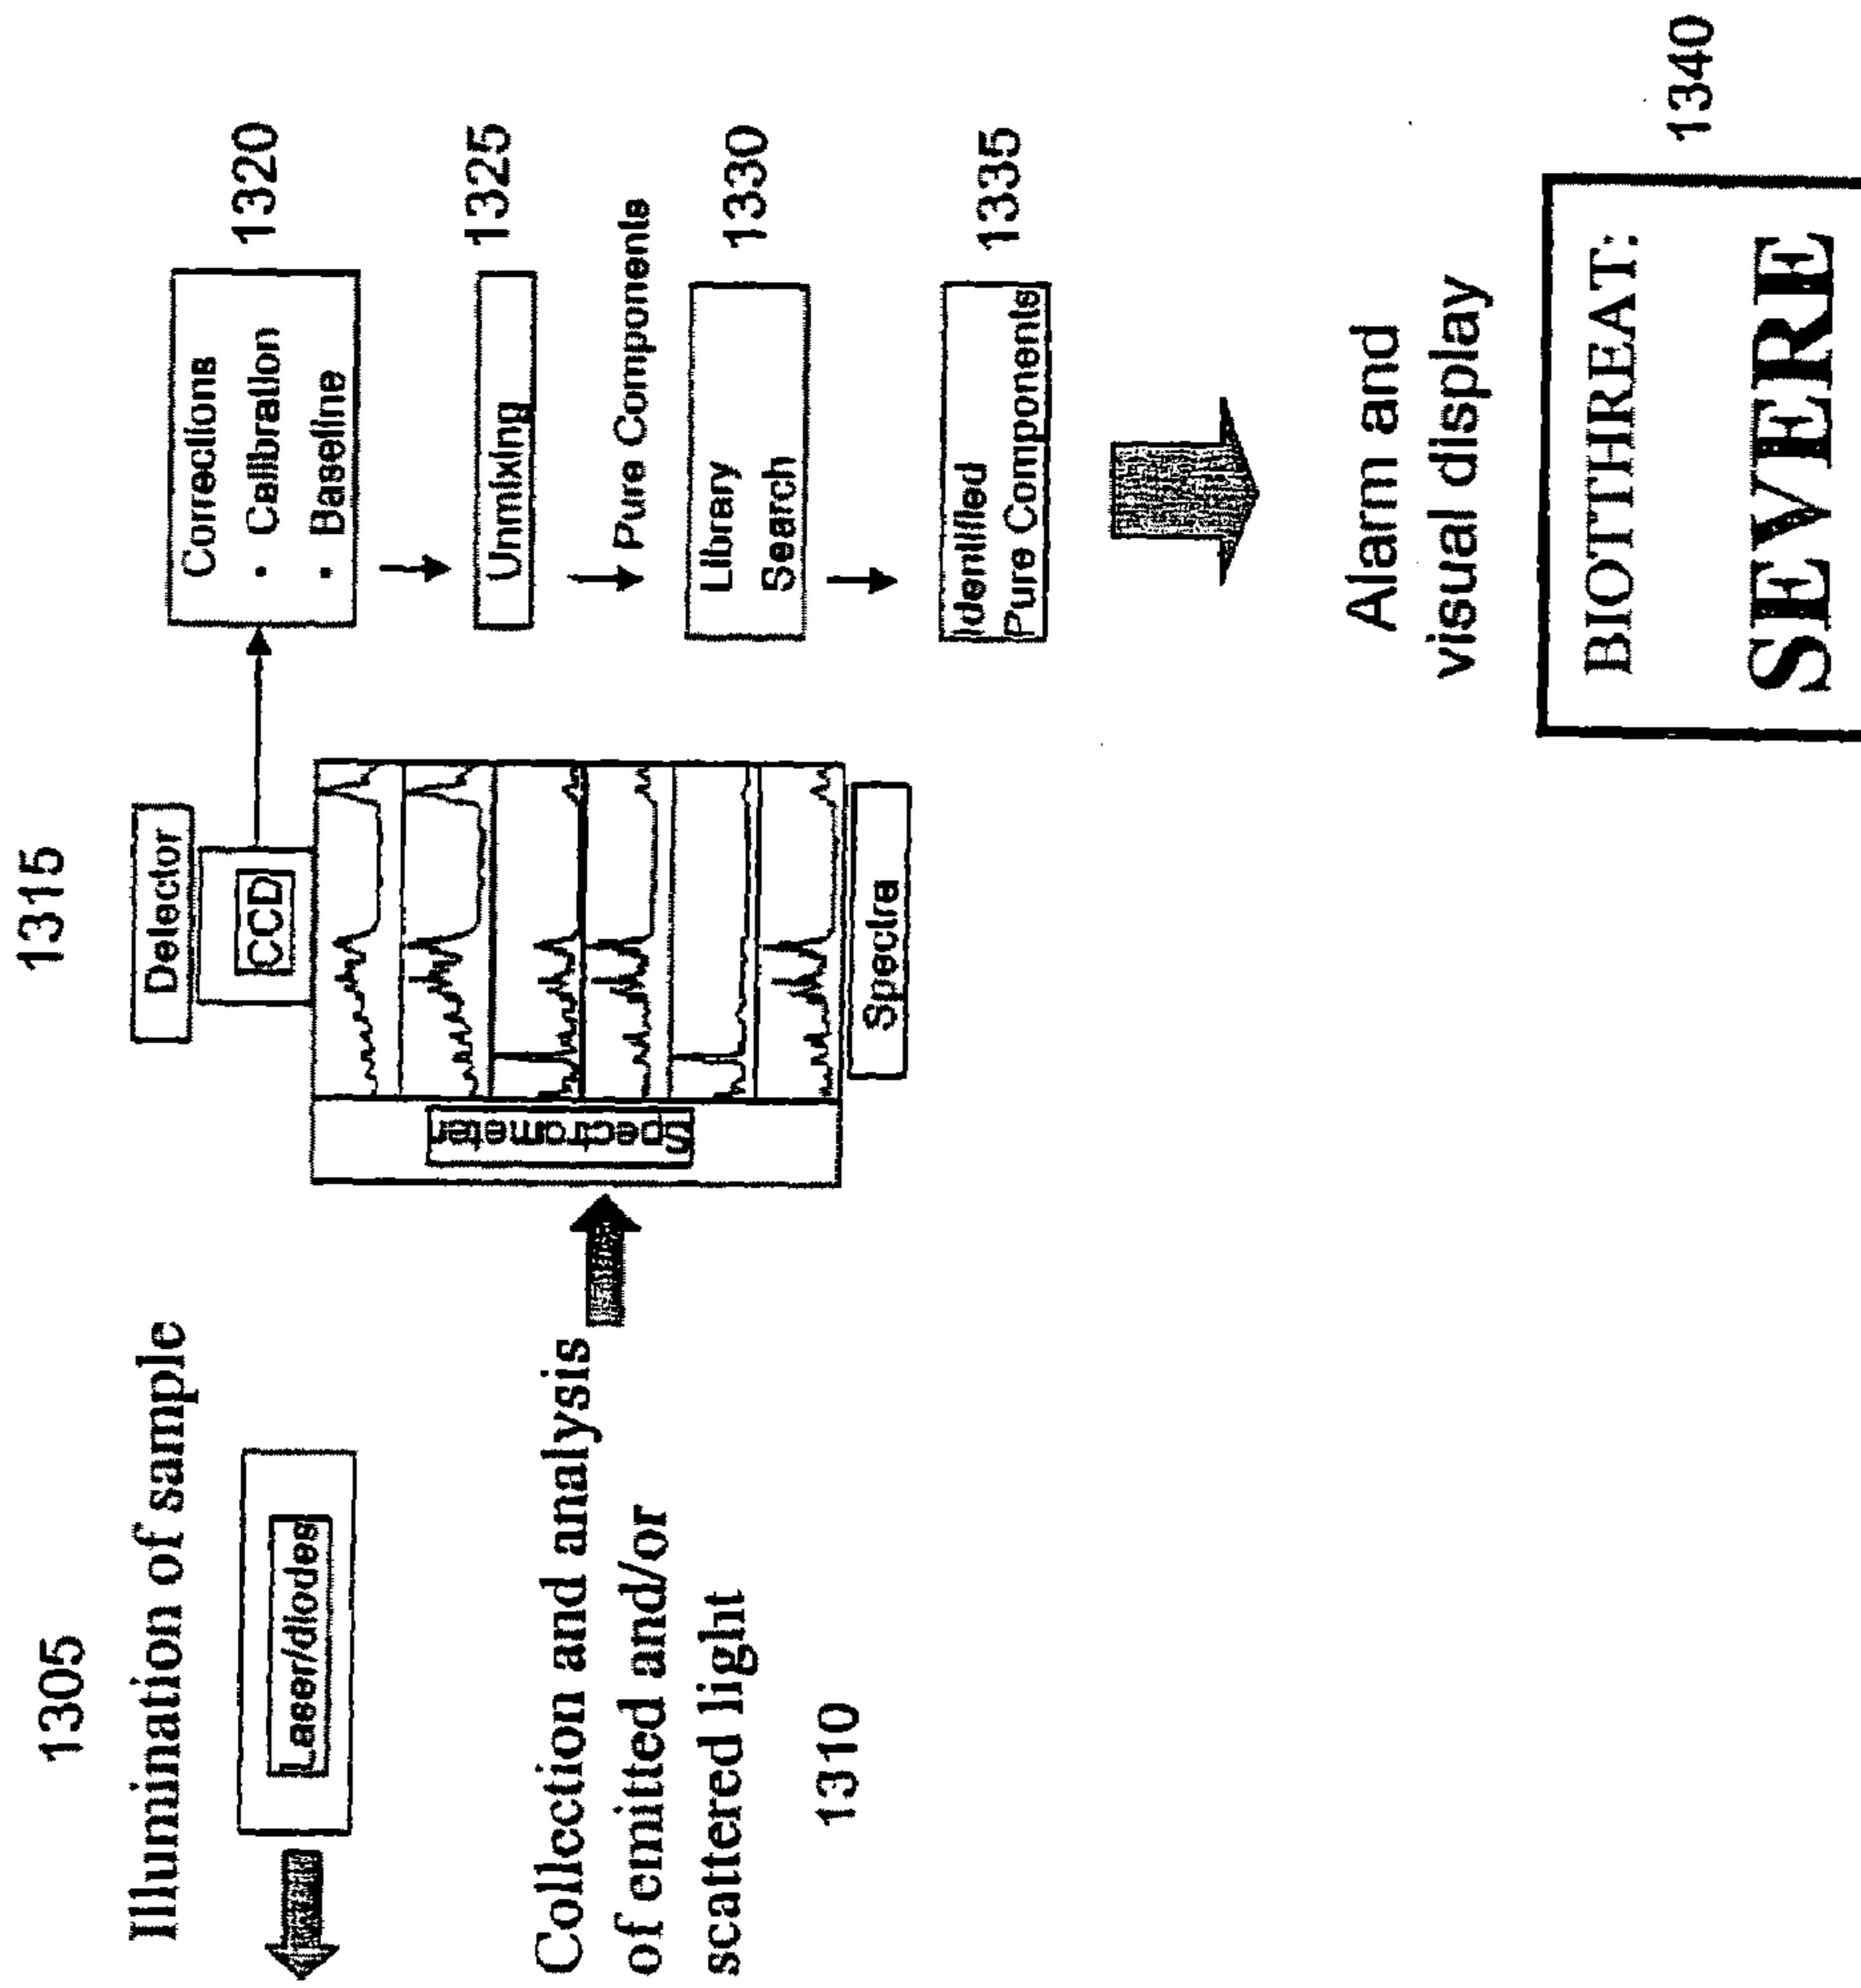 1305
Illumination of sample
Laser/diodes
Collection and analysis
of emitted and/or
scattered light
1310
1315
Detector
CCD
Spectrometer
Spectra
Corrections
• Calibration
• Baseline
1320
Unmixing
1325
Pure Components
Library
Search
1330
Identified
Pure Components
1335
Alarm and
visual display
BIOTHREAT:
SEVERE
1340